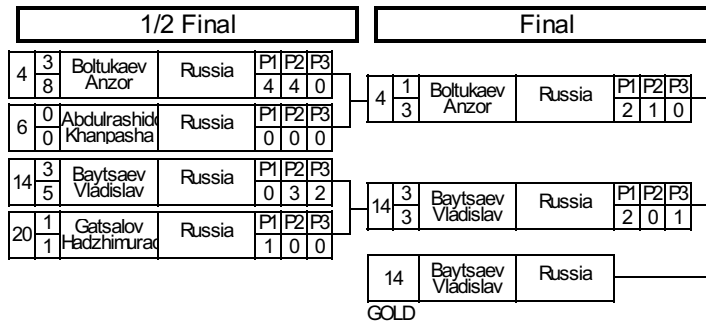 1/2 Final
Final
4 3 8 Boltukaev Anzor Russia P1 P2 P3 4 4 0
6 0 0 Abdulrashido Khanpasha Russia P1 P2 P3 0 0 0
14 3 5 Baytsaev Vladislav Russia P1 P2 P3 0 3 2
20 1 1 Gatsalov Hadzhimurad Russia P1 P2 P3 1 0 0
4 1 3 Boltukaev Anzor Russia P1 P2 P3 2 1 0
14 3 3 Baytsaev Vladislav Russia P1 P2 P3 2 0 1
14 Baytsaev Vladislav Russia
GOLD